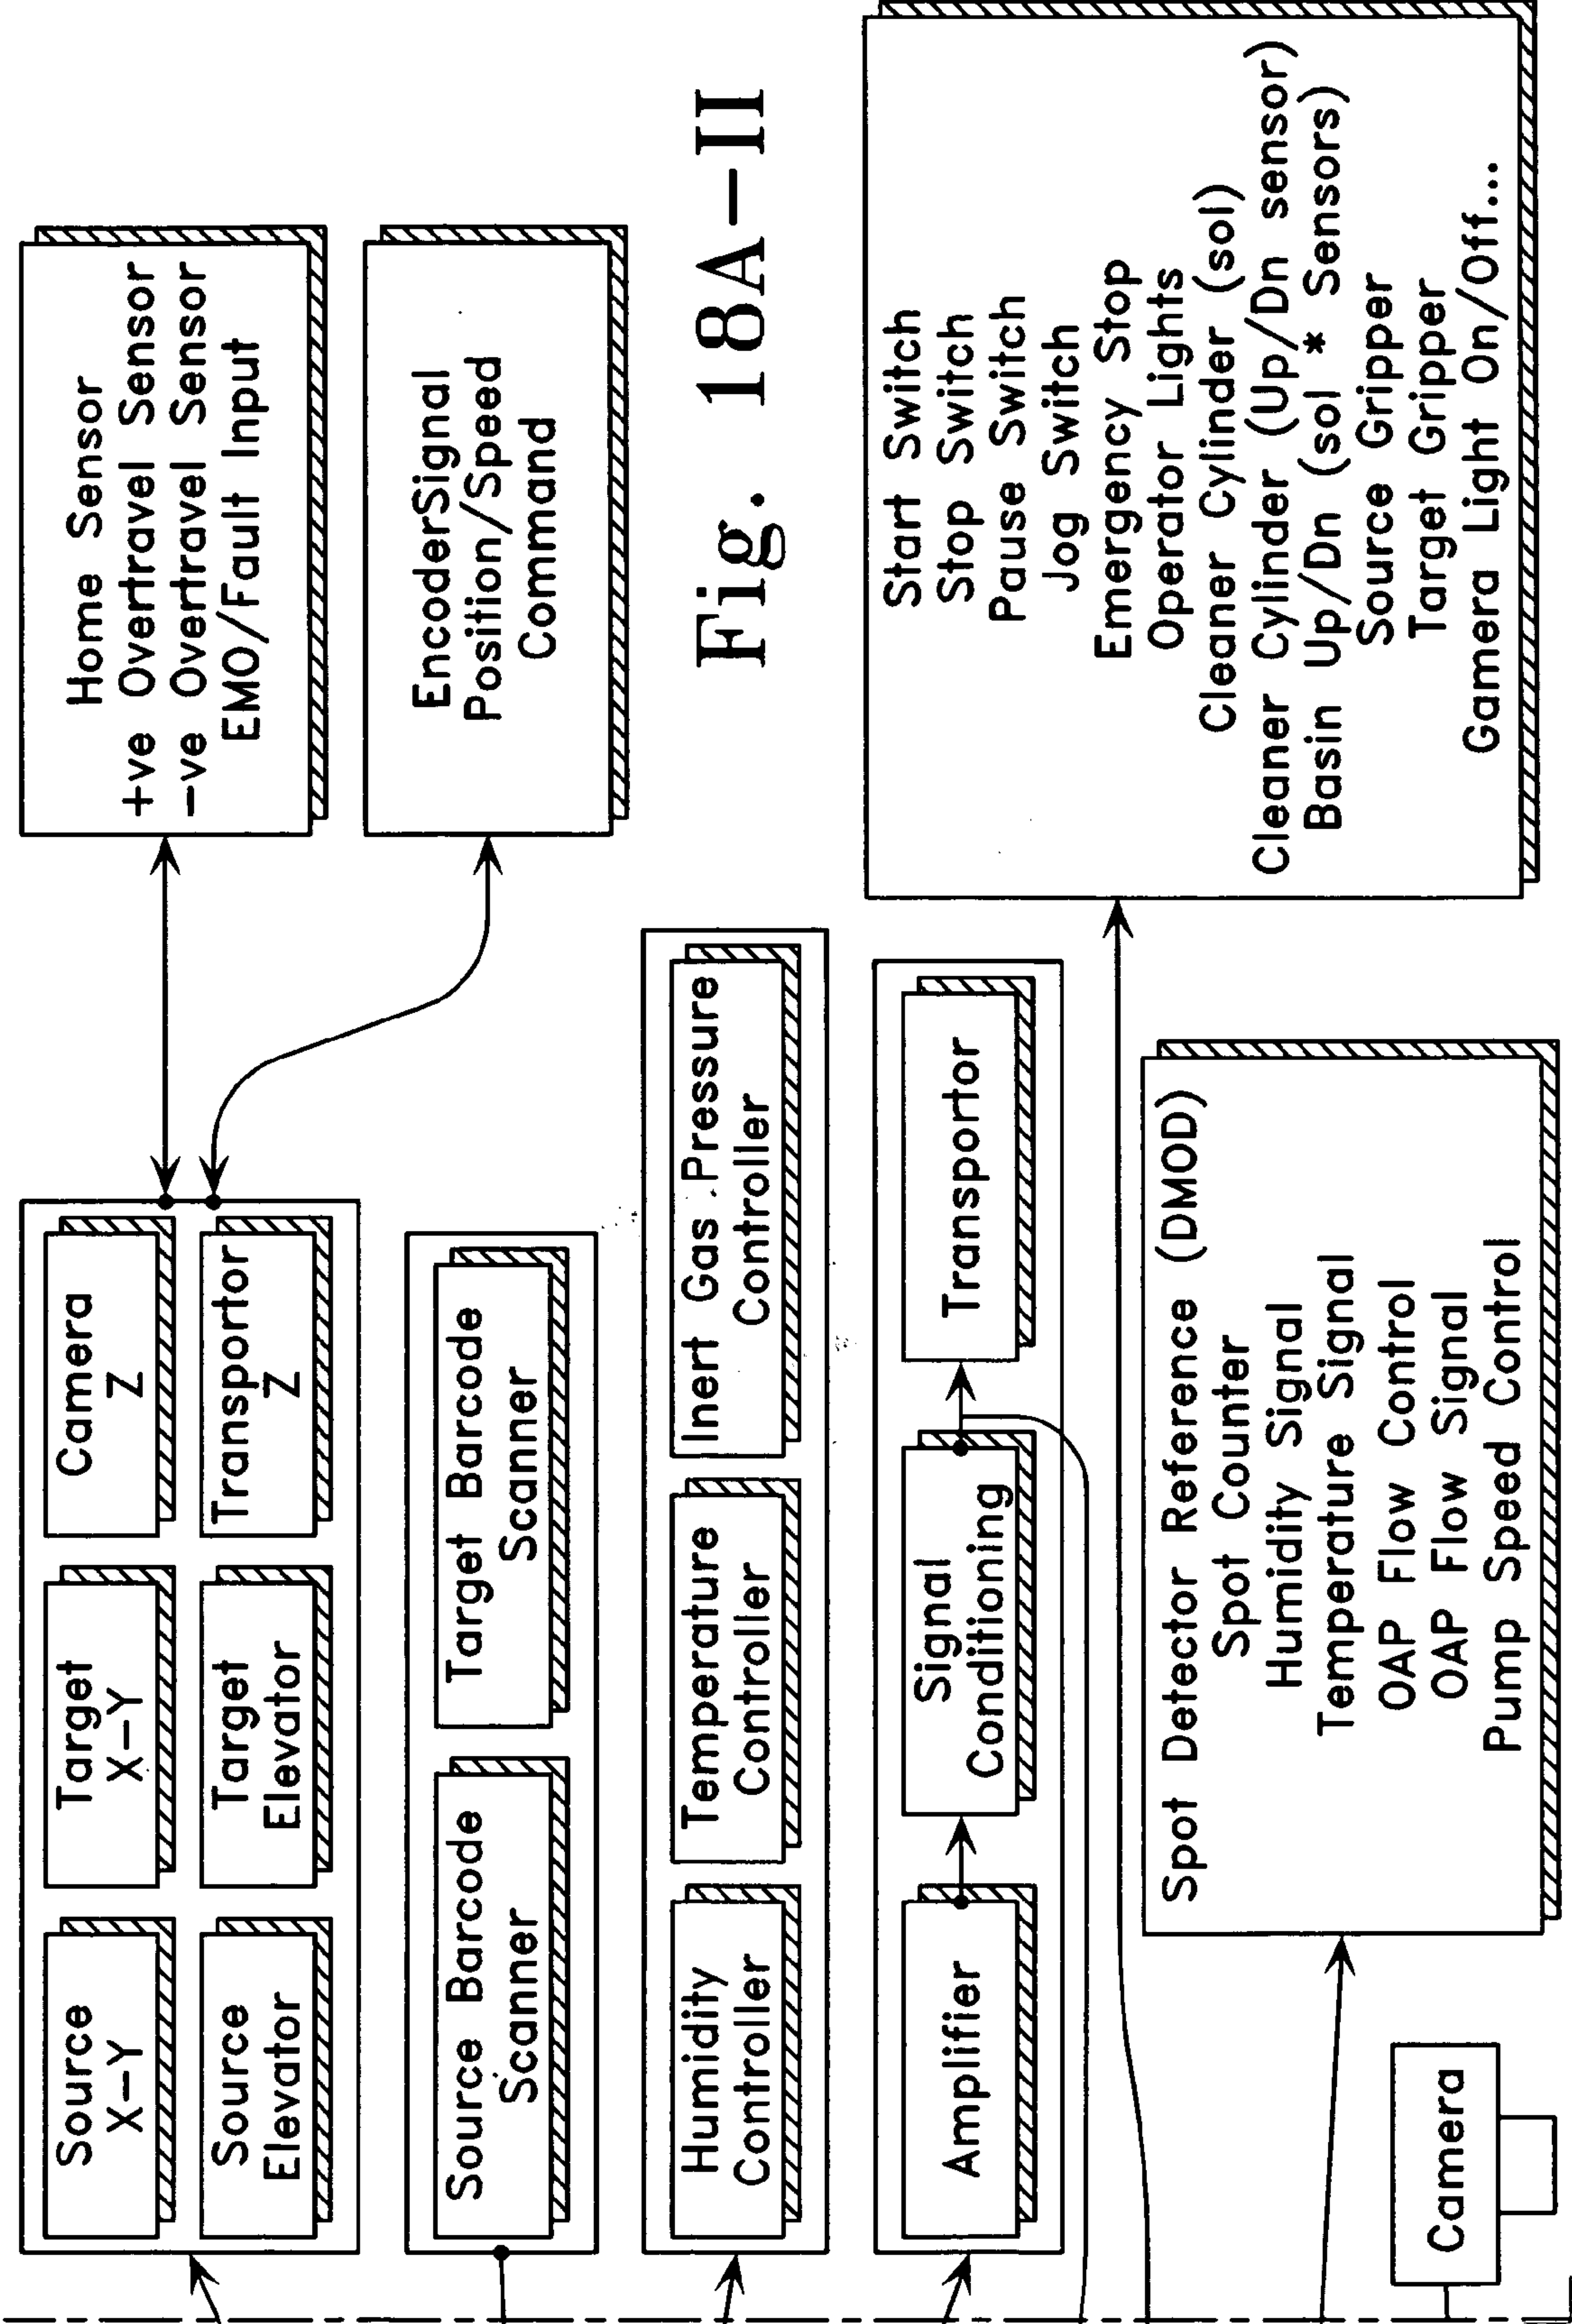 Source
X-Y
Target
X-Y
Camera
Z
Source
Elevator
Target
Elevator
Transportor
Z
Home Sensor
+ve Overtravel Sensor
-ve Overtravel Sensor
EMO/Fault Input
EncoderSignal
Position/Speed
Command
Source Barcode
Scanner
Target Barcode
Scanner
Humidity
Controller
Temperature
Controller
Inert Gas Pressure
Controller
Fig. 18A-II
Amplifier
Signal
Conditioning
Transportor
Start Switch
Stop Switch
Pause Switch
Jog Switch
Emergency Stop
Operator Lights
Cleaner Cylinder (sol)
Cleaner Cylinder (Up/Dn sensor)
Basin Up/Dn (sol * Sensors)
Source Gripper
Target Gripper
Gamera Light On/Off...
Spot Detector Reference (DMOD)
Spot Counter
Humidity Signal
Temperature Signal
OAP Flow Control
OAP Flow Signal
Pump Speed Control
Camera